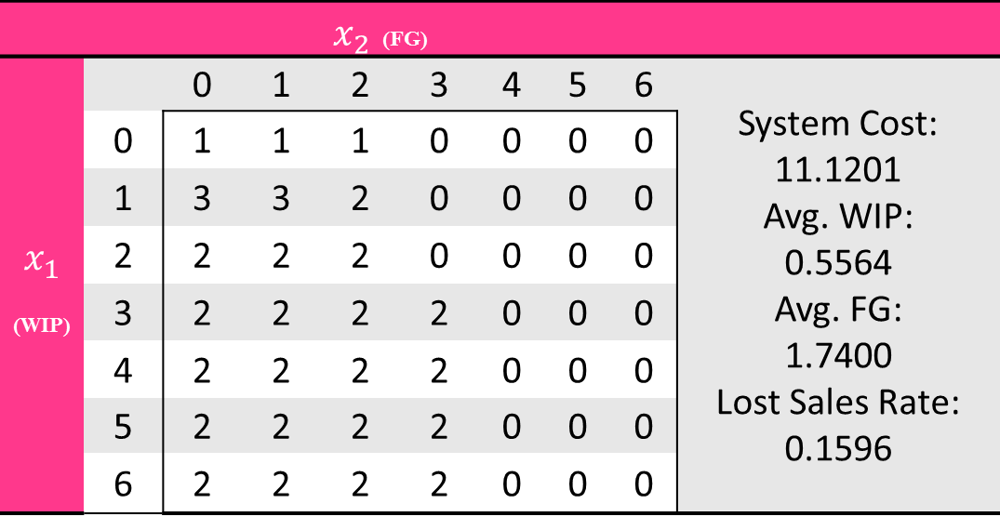 x₂ (FG)
0 1 2 3 4 5 6
0 1 1 1 0 0 0 0
1 3 3 2 0 0 0 0
2 2 2 2 0 0 0 0
3 2 2 2 2 0 0 0
4 2 2 2 2 0 0 0
5 2 2 2 2 0 0 0
6 2 2 2 2 0 0 0
x₁
(WIP)
System Cost:
11.1201
Avg. WIP:
0.5564
Avg. FG:
1.7400
Lost Sales Rate:
0.1596